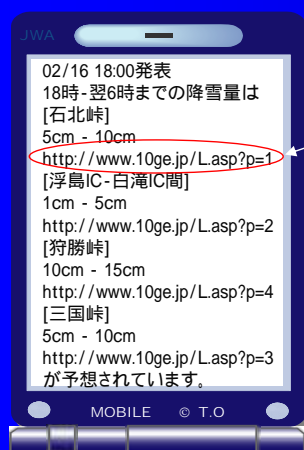 JWA
02/16 18:00発表
18時-翌6時までの降雪量は
[石北峠]
5cm - 10cm
http://www.10ge.jp/L.asp?p=1
[浮島IC-白滝IC間]
1cm - 5cm
http://www.10ge.jp/L.asp?p=2
[狩勝峠]
10cm - 15cm
http://www.10ge.jp/L.asp?p=4
[三国峠]
5cm - 10cm
http://www.10ge.jp/L.asp?p=3
が予想されています。
MOBILE © T.O